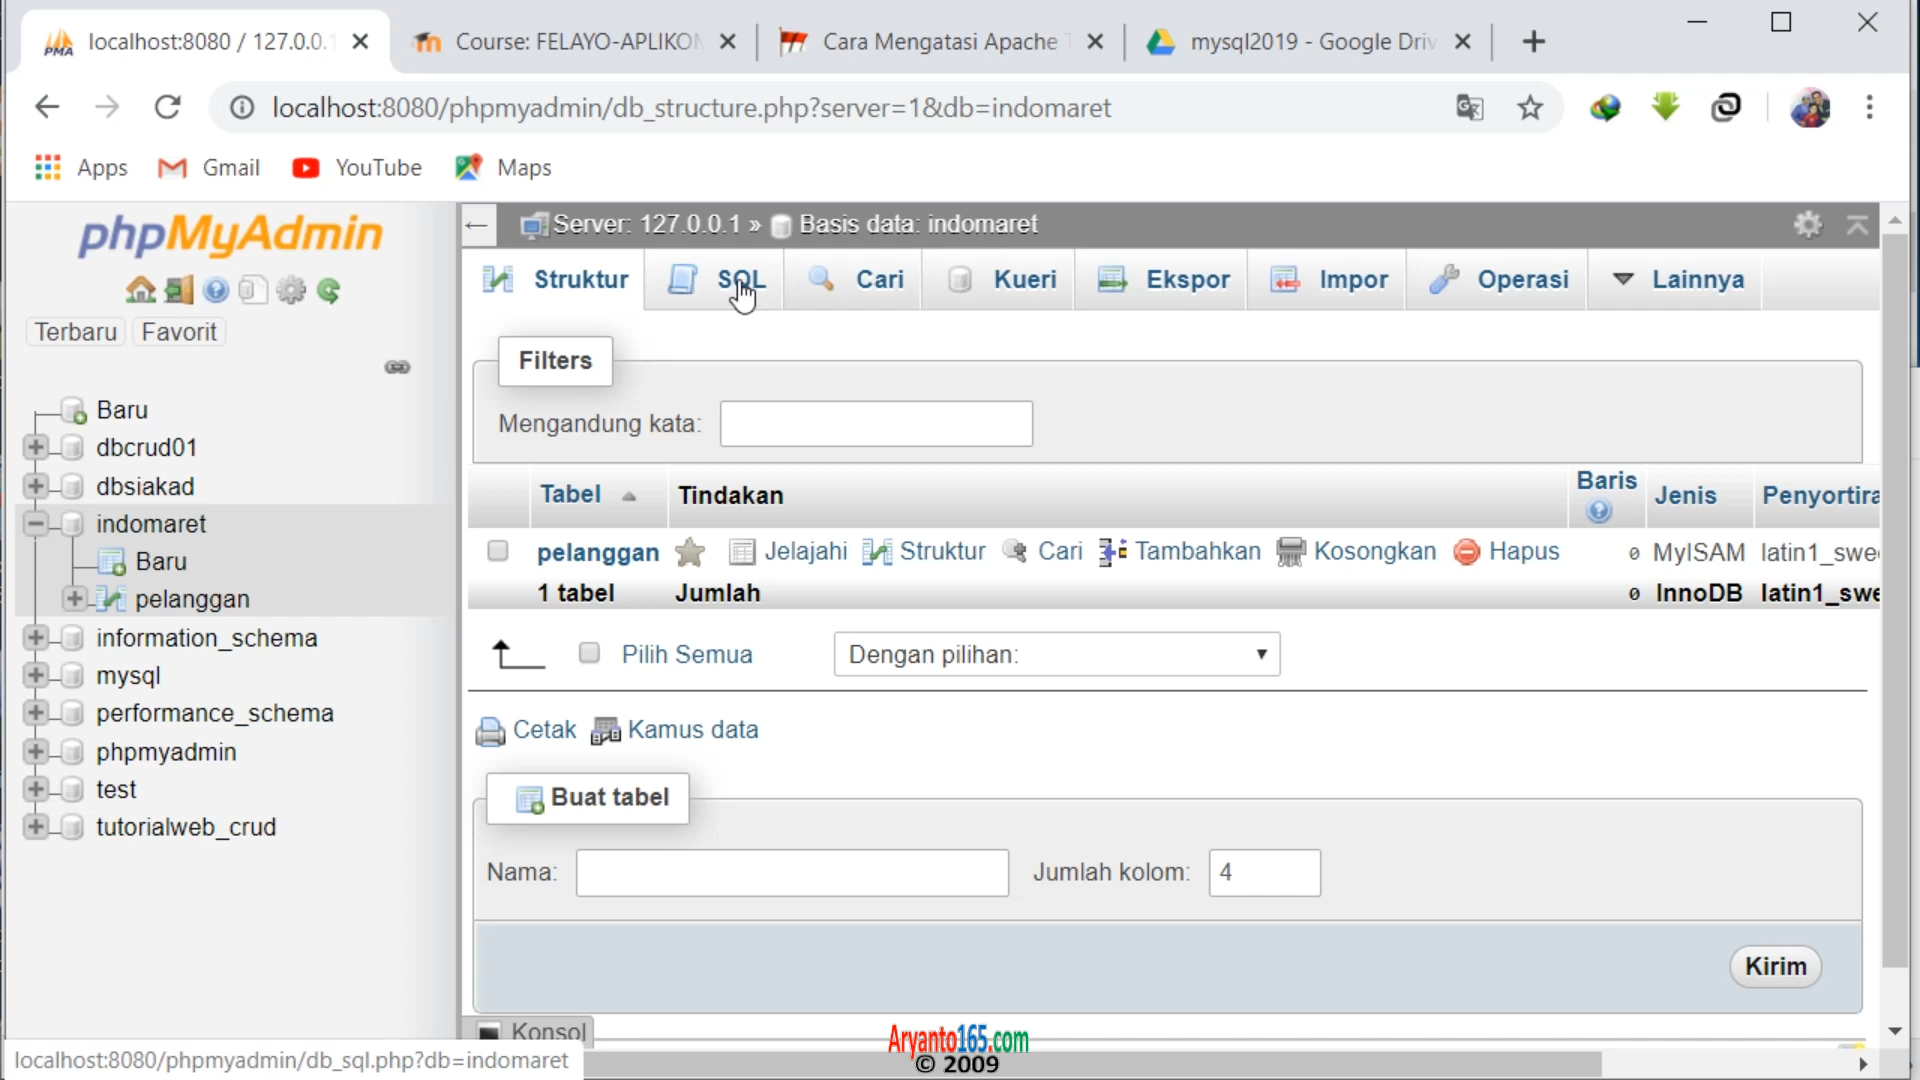 localhost:8080 / 127.0.0.1
Course: FELAYO-APLIKO
Cara Mengatasi Apache
mysql2019 - Google Driv
localhost:8080/phpmyadmin/db_structure.php?server=1&db=indomaret
Apps
Gmail
YouTube
Maps
phpMyAdmin
Server: 127.0.0.1 » Basis data: indomaret
Struktur
SQL
Cari
Kueri
Ekspor
Impor
Operasi
Lainnya
Terbaru
Favorit
Baru
dbcrud01
dbsiakad
indomaret
Baru
pelanggan
information_schema
mysql
performance_schema
phpmyadmin
test
tutorialweb_crud
Filters
Mengandung kata:
Tabel
Tindakan
Baris
Jenis
Penyortira
pelanggan
Jelajahi
Struktur
Cari
Tambahkan
Kosongkan
Hapus
0
MyISAM
latin1_swe
1 tabel
Jumlah
0
InnoDB
latin1_swe
Pilih Semua
Dengan pilihan:
Cetak
Kamus data
Buat tabel
Nama:
Jumlah kolom:
4
Kirim
Konsol
Aryanto165.com
© 2009
localhost:8080/phpmyadmin/db_sql.php?db=indomaret